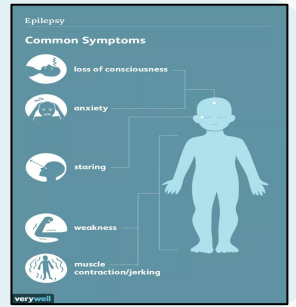 Epilepsy
Common Symptoms
loss of consciousness
anxiety
staring
weakness
muscle
contraction/jerking
verywell